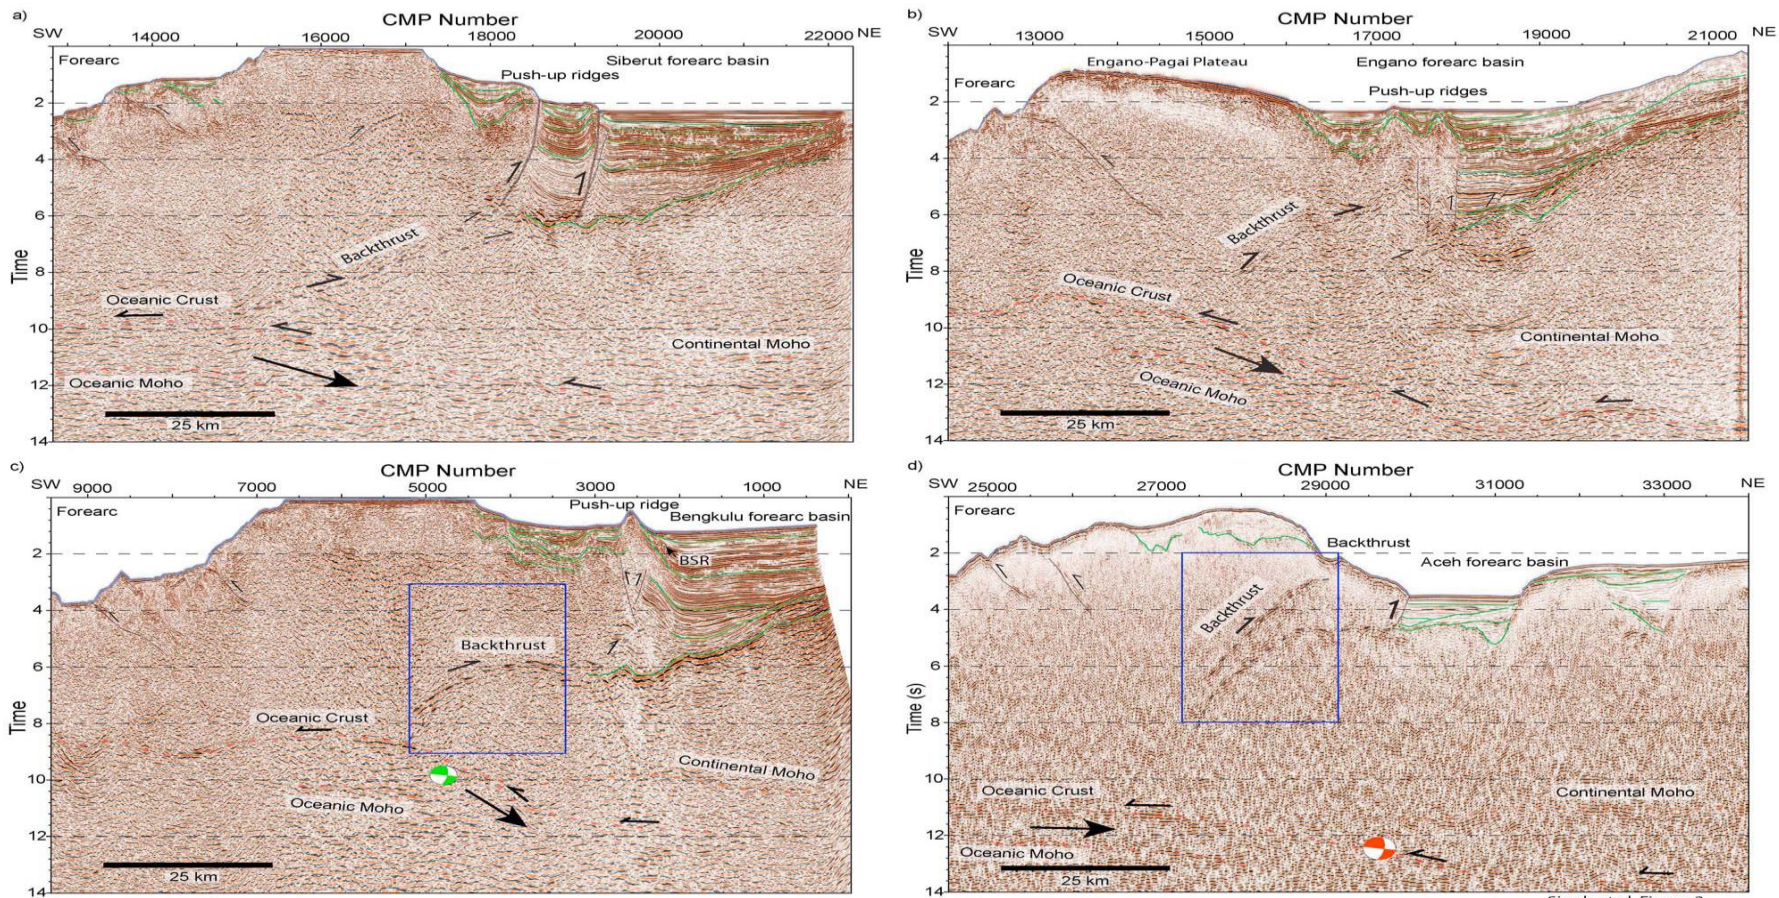 a)
CMP Number
SW 14000 16000 18000 20000 22000 NE
Forearc
Siberut forearc basin
Push-up ridges
2
4
6
Backthrust
8
Time
Oceanic Crust
10
Continental Moho
Oceanic Moho
12
25 km
14
b)
CMP Number
SW 13000 15000 17000 19000 21000 NE
Engano-Pagai Plateau
Engano forearc basin
Forearc
Push-up ridges
2
4
6
Backthrust
8
Time
Oceanic Crust
10
Continental Moho
12
Oceanic Moho
25 km
14
c)
CMP Number
SW 9000 7000 5000 3000 1000 NE
Forearc
Push-up ridge
Bengkulu forearc basin
2
BSR
4
Backthrust
6
Oceanic Crust
8
Time
Continental Moho
10
Oceanic Moho
12
25 km
14
d)
CMP Number
SW 25000 27000 29000 31000 33000 NE
Forearc
Backthrust
2
Aceh forearc basin
Backthrust
4
6
8
Time (s)
10
Oceanic Crust
Continental Moho
12
Oceanic Moho
25 km
14